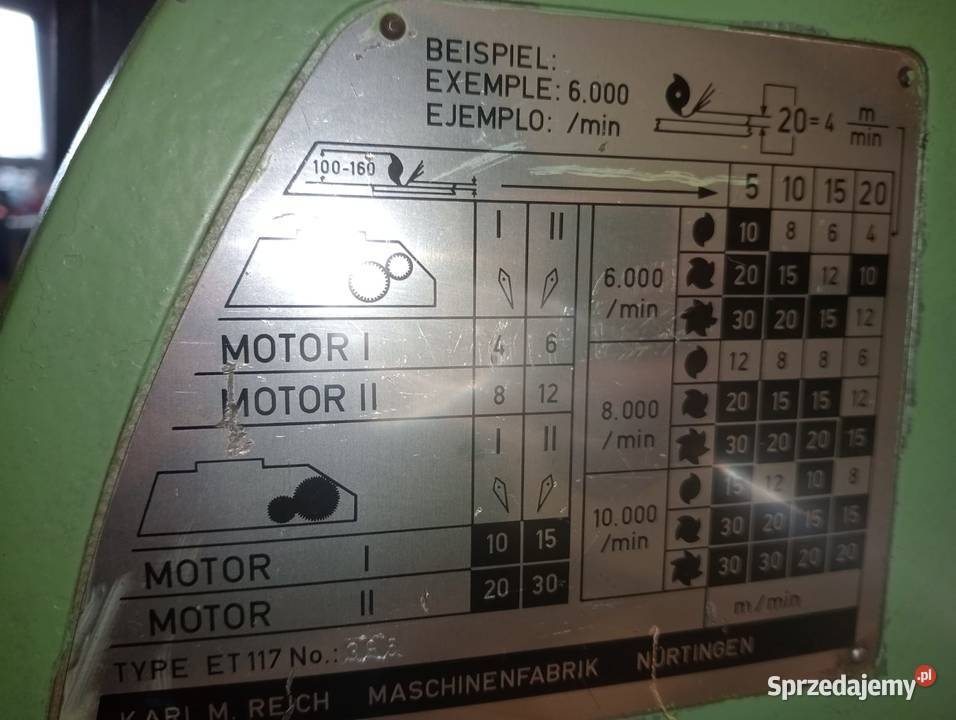 BEISPIEL:
EXEMPLE: 6.000
EJEMPLO: /min
20=4 m/min
100-160
5 10 15 20
I II
6.000 /min
10 8 6 4
20 15 12 10
30 20 15 12
MOTOR I 4 6
MOTOR II 8 12
8.000 /min
12 8 8 6
20 15 15 12
30 20 20 15
I II
10.000 /min
15 12 10 8
30 20 15 15
30 30 20 20
MOTOR I 10 15
MOTOR II 20 30
m/min
TYPE ET 117 No.:
KARL M. REICH MASCHINENFABRIK NÜRTINGEN
Sprzedajemy.pl